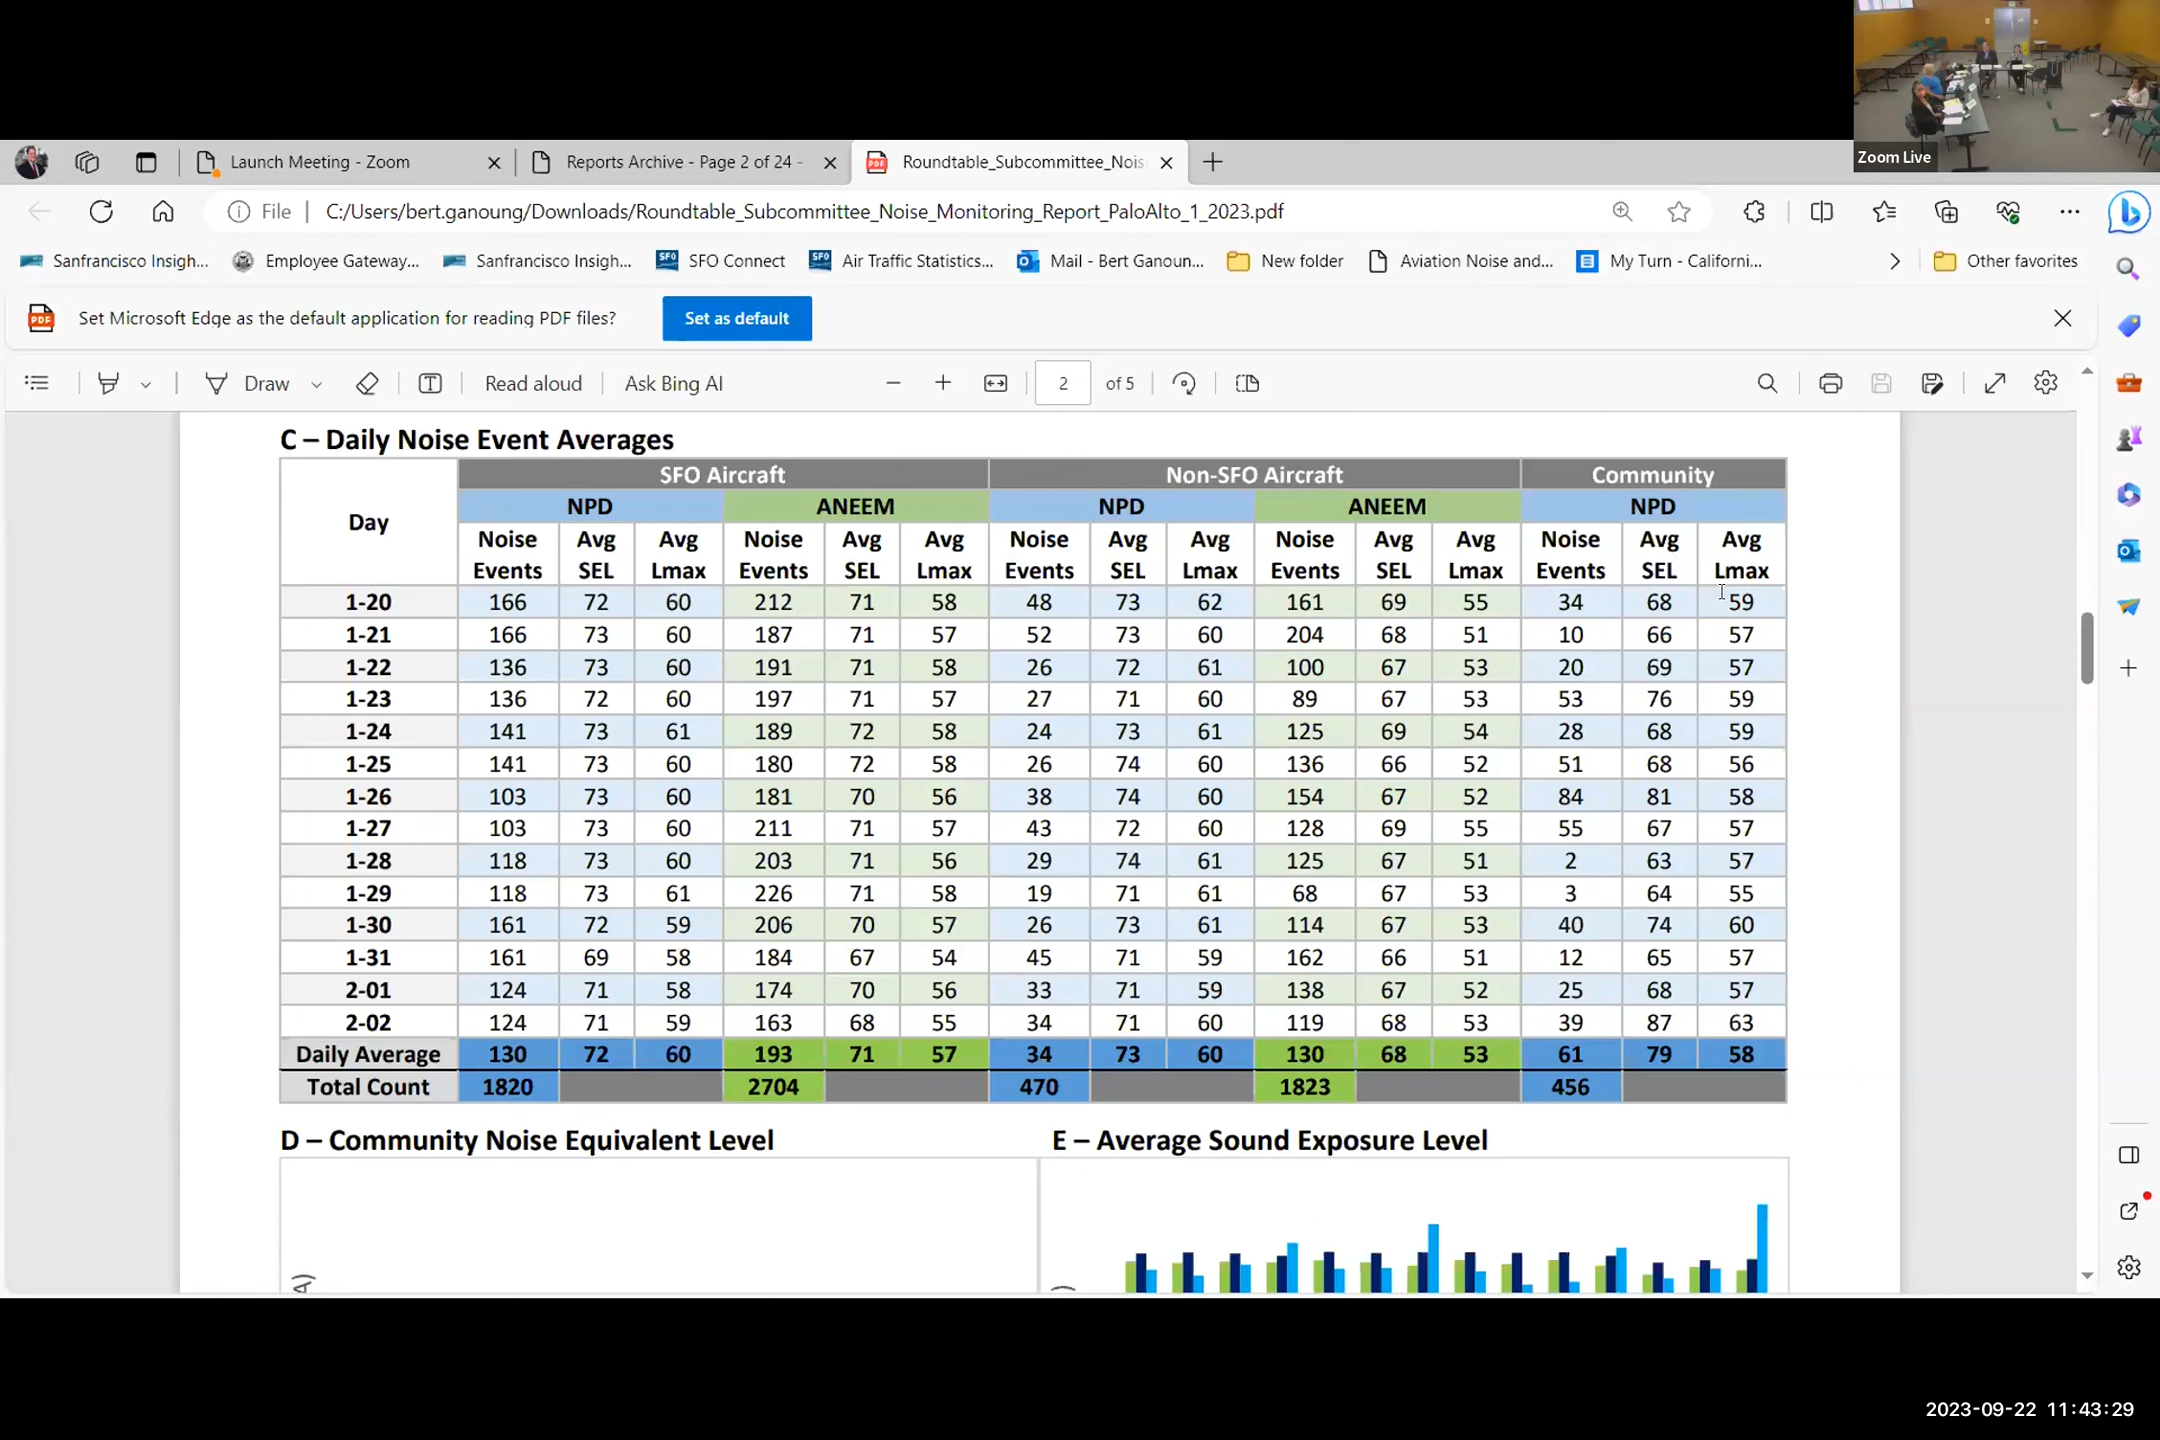 Zoom Live
Launch Meeting - Zoom
Reports Archive - Page 2 of 24 -
Roundtable_Subcommittee_Nois
File
C:/Users/bert.ganoung/Downloads/Roundtable_Subcommittee_Noise_Monitoring_Report_PaloAlto_1_2023.pdf
Sanfrancisco Insigh... Employee Gateway... Sanfrancisco Insigh... SFO SFO Connect SFO Air Traffic Statistics... Mail - Bert Ganoun... New folder Aviation Noise and... My Turn - Californi... Other favorites
PDF Set Microsoft Edge as the default application for reading PDF files? Set as default
Draw Read aloud Ask Bing AI 2 of 5
C – Daily Noise Event Averages
Day SFO Aircraft Non-SFO Aircraft Community
NPD ANEEM NPD ANEEM NPD
Noise Events Avg SEL Avg Lmax Noise Events Avg SEL Avg Lmax Noise Events Avg SEL Avg Lmax Noise Events Avg SEL Avg Lmax Noise Events Avg SEL Avg Lmax
1-20 166 72 60 212 71 58 48 73 62 161 69 55 34 68 59
1-21 166 73 60 187 71 57 52 73 60 204 68 51 10 66 57
1-22 136 73 60 191 71 58 26 72 61 100 67 53 20 69 57
1-23 136 72 60 197 71 57 27 71 60 89 67 53 53 76 59
1-24 141 73 61 189 72 58 24 73 61 125 69 54 28 68 59
1-25 141 73 60 180 72 58 26 74 60 136 66 52 51 68 56
1-26 103 73 60 181 70 56 38 74 60 154 67 52 84 81 58
1-27 103 73 60 211 71 57 43 72 60 128 69 55 55 67 57
1-28 118 73 60 203 71 56 29 74 61 125 67 51 2 63 57
1-29 118 73 61 226 71 58 19 71 61 68 67 53 3 64 55
1-30 161 72 59 206 70 57 26 73 61 114 67 53 40 74 60
1-31 161 69 58 184 67 54 45 71 59 162 66 51 12 65 57
2-01 124 71 58 174 70 56 33 71 59 138 67 52 25 68 57
2-02 124 71 59 163 68 55 34 71 60 119 68 53 39 87 63
Daily Average 130 72 60 193 71 57 34 73 60 130 68 53 61 79 58
Total Count 1820 2704 470 1823 456
D – Community Noise Equivalent Level
E – Average Sound Exposure Level
2023-09-22 11:43:29